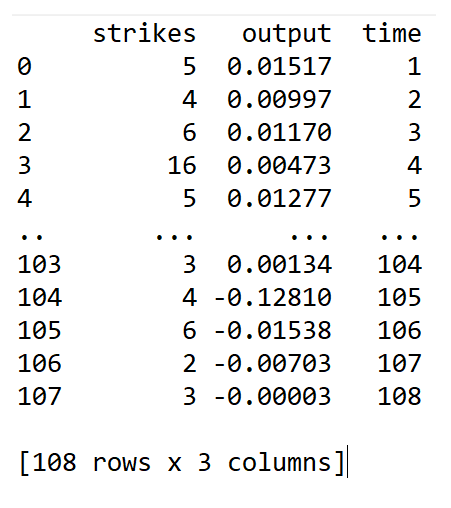 strikes output time
0 5 0.01517 1
1 4 0.00997 2
2 6 0.01170 3
3 16 0.00473 4
4 5 0.01277 5
.. ... ... ...
103 3 0.00134 104
104 4 -0.12810 105
105 6 -0.01538 106
106 2 -0.00703 107
107 3 -0.00003 108
[108 rows x 3 columns]